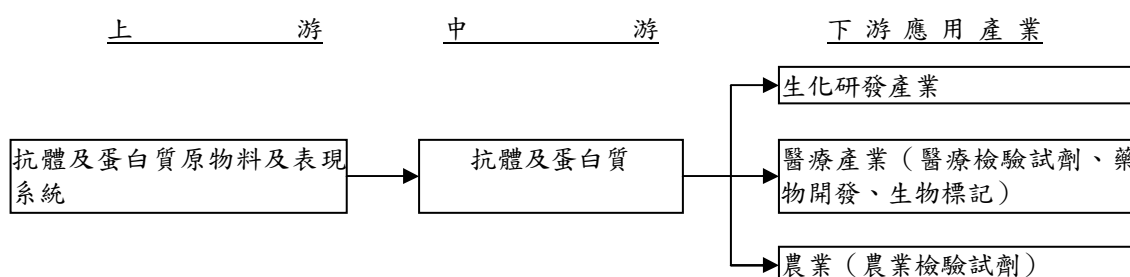 上游
中游
下游應用產業
抗體及蛋白質原物料及表現
系統
抗體及蛋白質
生化研發產業
醫療產業（醫療檢驗試劑、藥
物開發、生物標記）
農業（農業檢驗試劑）